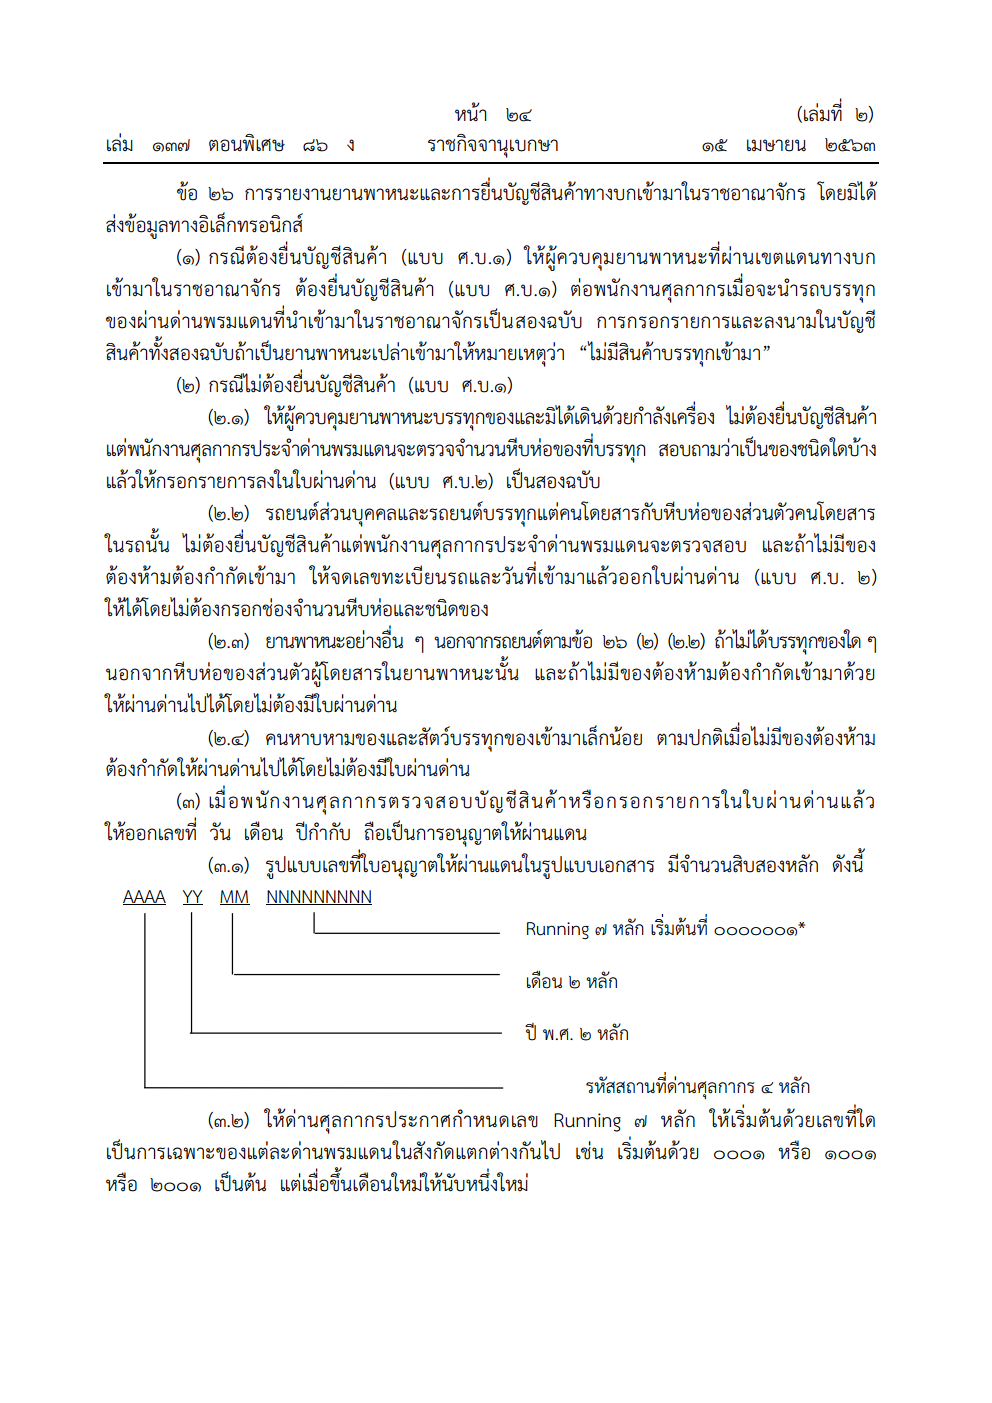 หน้า ๒๔ (เล่มที่ ๒)
เล่ม ๑๓๗ ตอนพิเศษ ๘๖ ง ราชกิจจานุเบกษา ๑๕ เมษายน ๒๕๖๓
ข้อ ๒๖ การรายงานยานพาหนะและการยื่นบัญชีสินค้าทางบกเข้ามาในราชอาณาจักร โดยมิได้
ส่งข้อมูลทางอิเล็กทรอนิกส์
(๑) กรณีต้องยื่นบัญชีสินค้า (แบบ ศ.บ.๑) ให้ผู้ควบคุมยานพาหนะที่ผ่านเขตแดนทางบก
เข้ามาในราชอาณาจักร ต้องยื่นบัญชีสินค้า (แบบ ศ.บ.๑) ต่อพนักงานศุลกากรเมื่อจะนำรถบรรทุก
ของผ่านด่านพรมแดนที่นำเข้ามาในราชอาณาจักรเป็นสองฉบับ การกรอกรายการและลงนามในบัญชี
สินค้าทั้งสองฉบับถ้าเป็นยานพาหนะเปล่าเข้ามาให้หมายเหตุว่า “ไม่มีสินค้าบรรทุกเข้ามา”
(๒) กรณีไม่ต้องยื่นบัญชีสินค้า (แบบ ศ.บ.๑)
(๒.๑) ให้ผู้ควบคุมยานพาหนะบรรทุกของและมิได้เดินด้วยกำลังเครื่อง ไม่ต้องยื่นบัญชีสินค้า
แต่พนักงานศุลกากรประจำด่านพรมแดนจะตรวจจำนวนหีบห่อของที่บรรทุก สอบถามว่าเป็นของชนิดใดบ้าง
แล้วให้กรอกรายการลงในใบผ่านด่าน (แบบ ศ.บ.๒) เป็นสองฉบับ
(๒.๒) รถยนต์ส่วนบุคคลและรถยนต์บรรทุกแต่คนโดยสารกับหีบห่อของส่วนตัวคนโดยสาร
ในรถนั้น ไม่ต้องยื่นบัญชีสินค้าแต่พนักงานศุลกากรประจำด่านพรมแดนจะตรวจสอบ และถ้าไม่มีของ
ต้องห้ามต้องกำกัดเข้ามา ให้จดเลขทะเบียนรถและวันที่เข้ามาแล้วออกใบผ่านด่าน (แบบ ศ.บ. ๒)
ให้ได้โดยไม่ต้องกรอกช่องจำนวนหีบห่อและชนิดของ
(๒.๓) ยานพาหนะอย่างอื่น ๆ นอกจากรถยนต์ตามข้อ ๒๖ (๒) (๒.๒) ถ้าไม่ได้บรรทุกของใด ๆ
นอกจากหีบห่อของส่วนตัวผู้โดยสารในยานพาหนะนั้น และถ้าไม่มีของต้องห้ามต้องกำกัดเข้ามาด้วย
ให้ผ่านด่านไปได้โดยไม่ต้องมีใบผ่านด่าน
(๒.๔) คนหาบหามของและสัตว์บรรทุกของเข้ามาเล็กน้อย ตามปกติเมื่อไม่มีของต้องห้าม
ต้องกำกัดให้ผ่านด่านไปได้โดยไม่ต้องมีใบผ่านด่าน
(๓) เมื่อพนักงานศุลกากรตรวจสอบบัญชีสินค้าหรือกรอกรายการในใบผ่านด่านแล้ว
ให้ออกเลขที่ วัน เดือน ปีกำกับ ถือเป็นการอนุญาตให้ผ่านแดน
(๓.๑) รูปแบบเลขที่ใบอนุญาตให้ผ่านแดนในรูปแบบเอกสาร มีจำนวนสิบสองหลัก ดังนี้
AAAA YY MM NNNNNNNNN
Running ๗ หลัก เริ่มต้นที่ ๐๐๐๐๐๐๑*
เดือน ๒ หลัก
ปี พ.ศ. ๒ หลัก
รหัสสถานที่ด่านศุลกากร ๔ หลัก
(๓.๒) ให้ด่านศุลกากรประกาศกำหนดเลข Running ๗ หลัก ให้เริ่มต้นด้วยเลขที่ใด
เป็นการเฉพาะของแต่ละด่านพรมแดนในสังกัดแตกต่างกันไป เช่น เริ่มต้นด้วย ๐๐๐๑ หรือ ๑๐๐๑
หรือ ๒๐๐๑ เป็นต้น แต่เมื่อขึ้นเดือนใหม่ให้นับหนึ่งใหม่